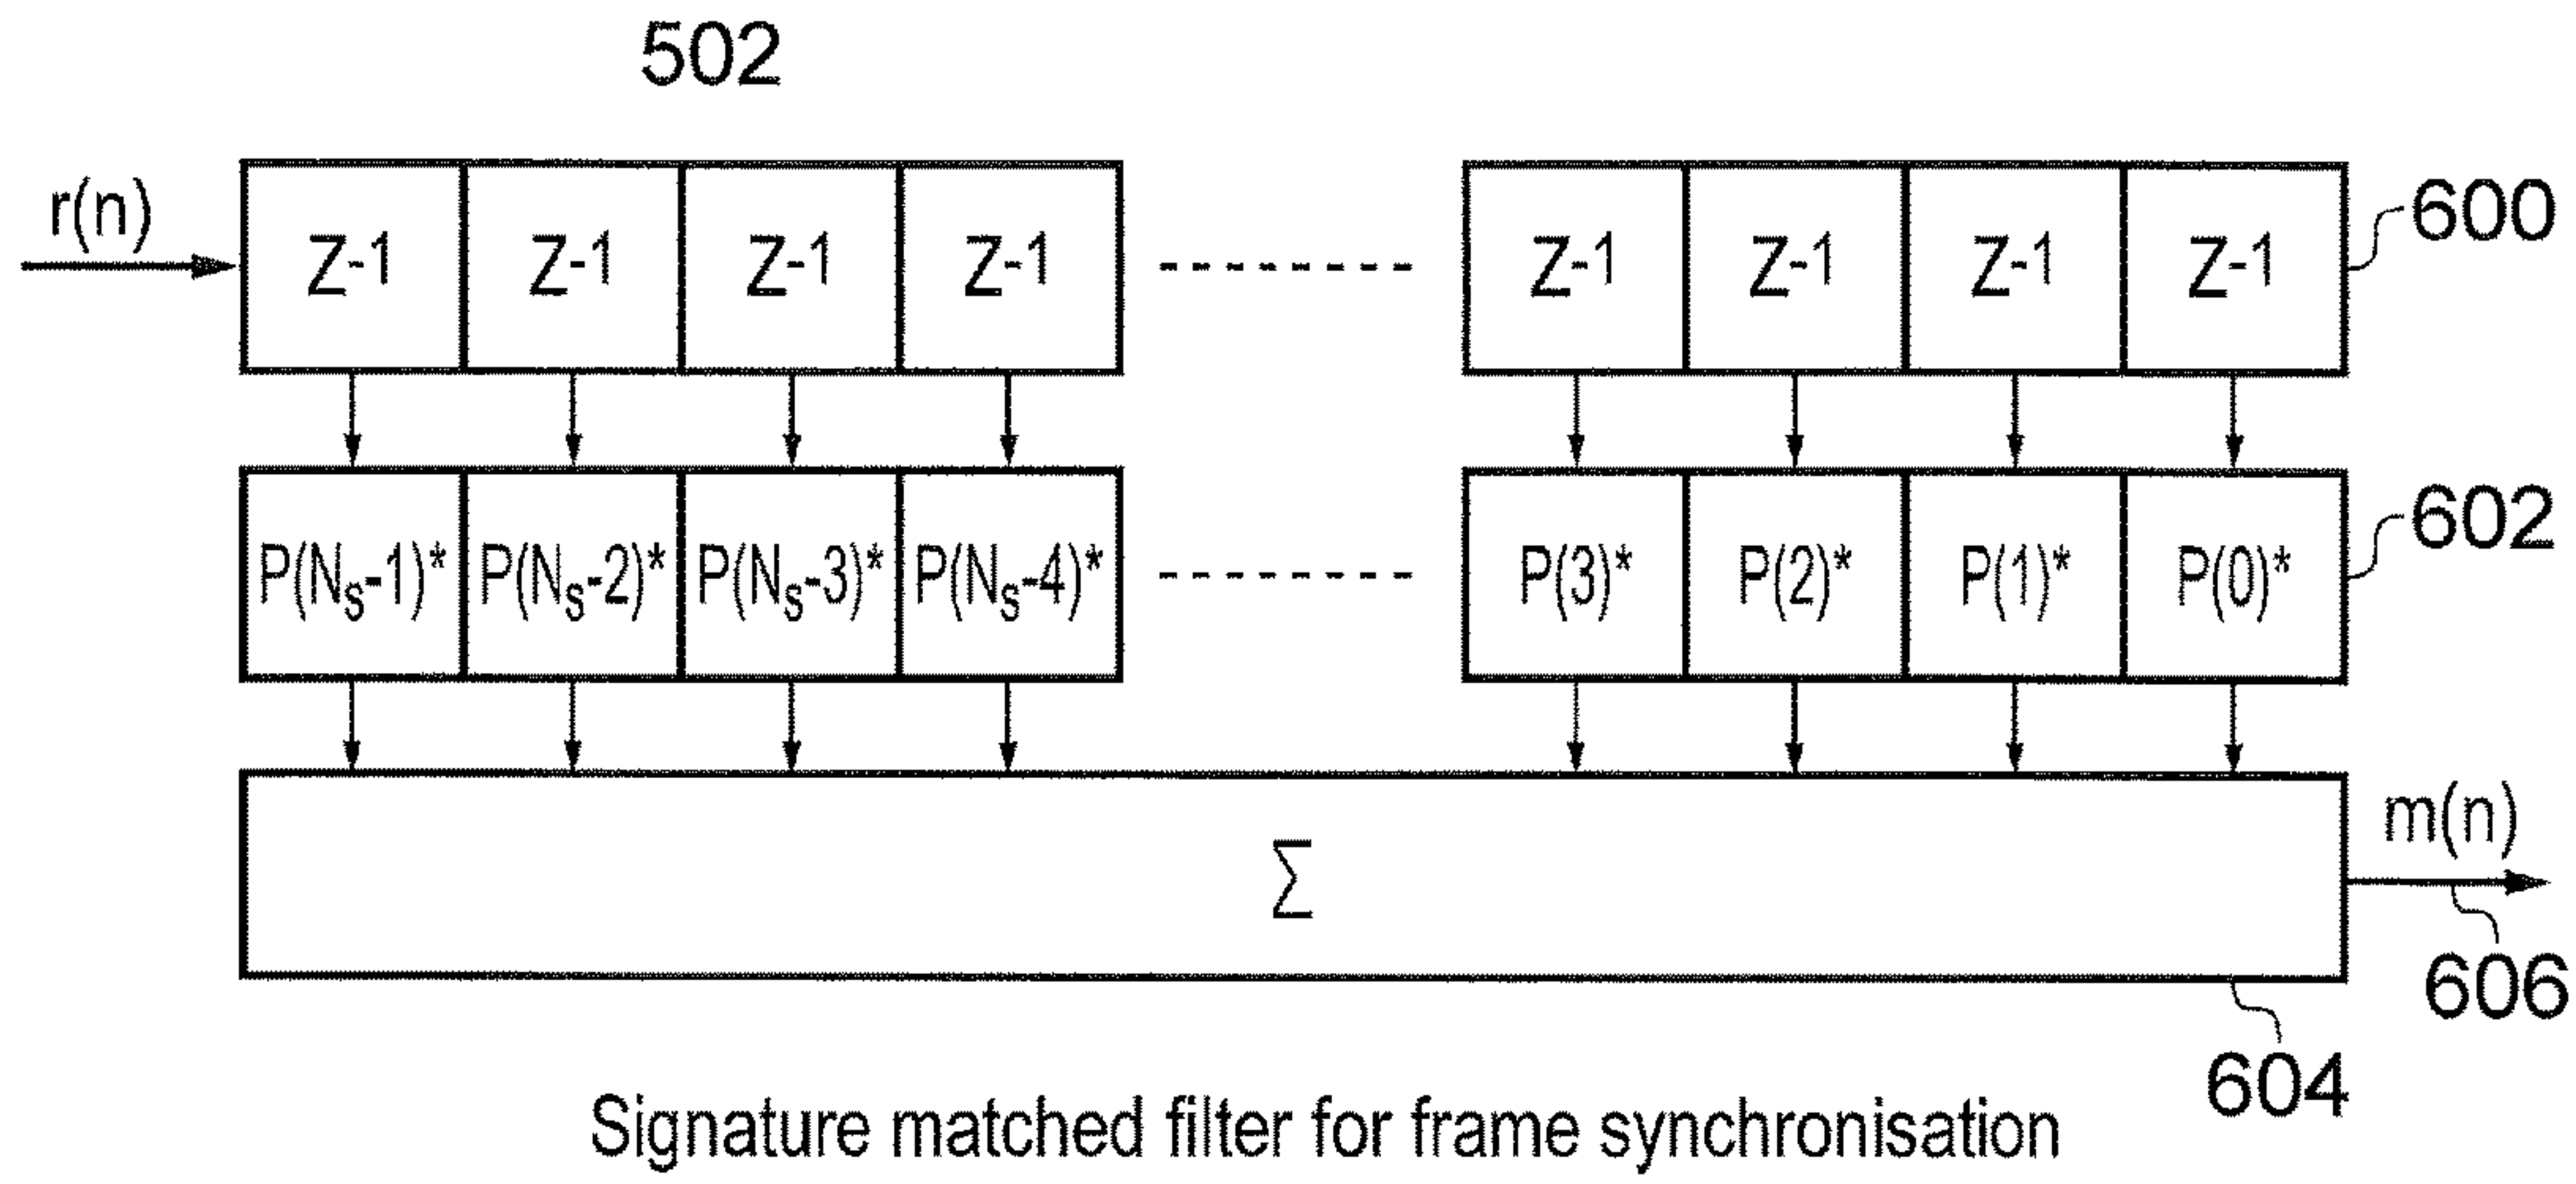 502
r(n)
Z-1 Z-1 Z-1 Z-1 Z-1 Z-1 Z-1 Z-1 600
P(Ns-1)* P(Ns-2)* P(Ns-3)* P(Ns-4)* P(3)* P(2)* P(1)* P(0)* 602
Σ
m(n)
606
604
Signature matched filter for frame synchronisation